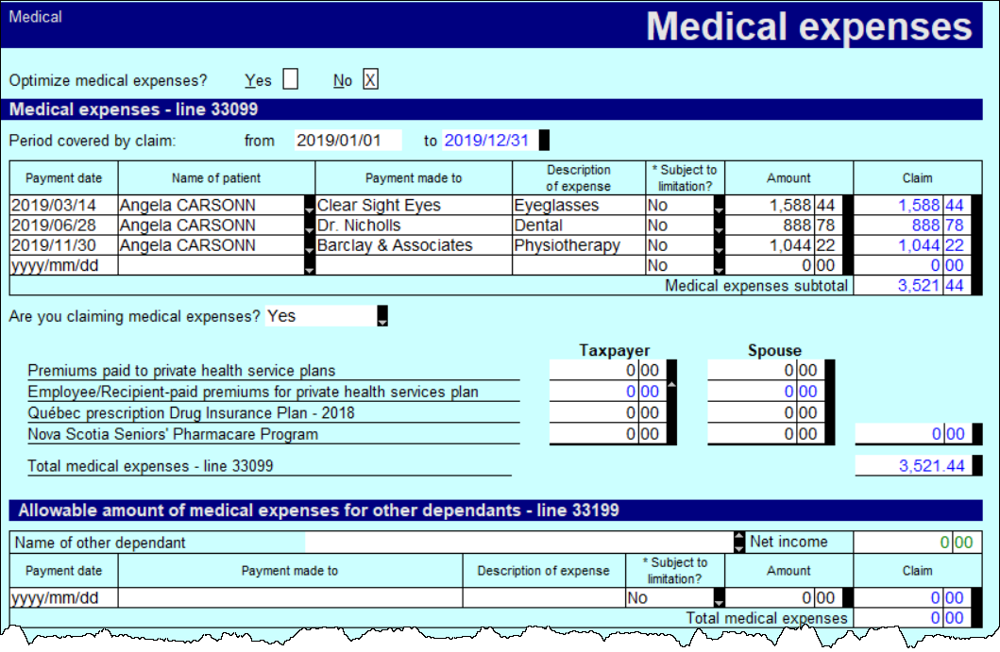 Medical
Medical expenses
Optimize medical expenses? Yes No X
Medical expenses - line 33099
Period covered by claim: from 2019/01/01 to 2019/12/31
Payment date Name of patient Payment made to Description of expense * Subject to limitation? Amount Claim
2019/03/14 Angela CARSONN Clear Sight Eyes Eyeglasses No 1,588 44 1,588 44
2019/06/28 Angela CARSONN Dr. Nicholls Dental No 888 78 888 78
2019/11/30 Angela CARSONN Barclay & Associates Physiotherapy No 1,044 22 1,044 22
yyyy/mm/dd No 0 00 0 00
Medical expenses subtotal 3,521 44
Are you claiming medical expenses? Yes
Taxpayer Spouse
Premiums paid to private health service plans 0 00 0 00
Employee/Recipient-paid premiums for private health services plan 0 00 0 00
Québec prescription Drug Insurance Plan - 2018 0 00 0 00
Nova Scotia Seniors' Pharmacare Program 0 00 0 00 0 00
Total medical expenses - line 33099 3,521.44
Allowable amount of medical expenses for other dependants - line 33199
Name of other dependant Net income 0 00
Payment date Payment made to Description of expense * Subject to limitation? Amount Claim
yyyy/mm/dd No 0 00 0 00
Total medical expenses 0 00